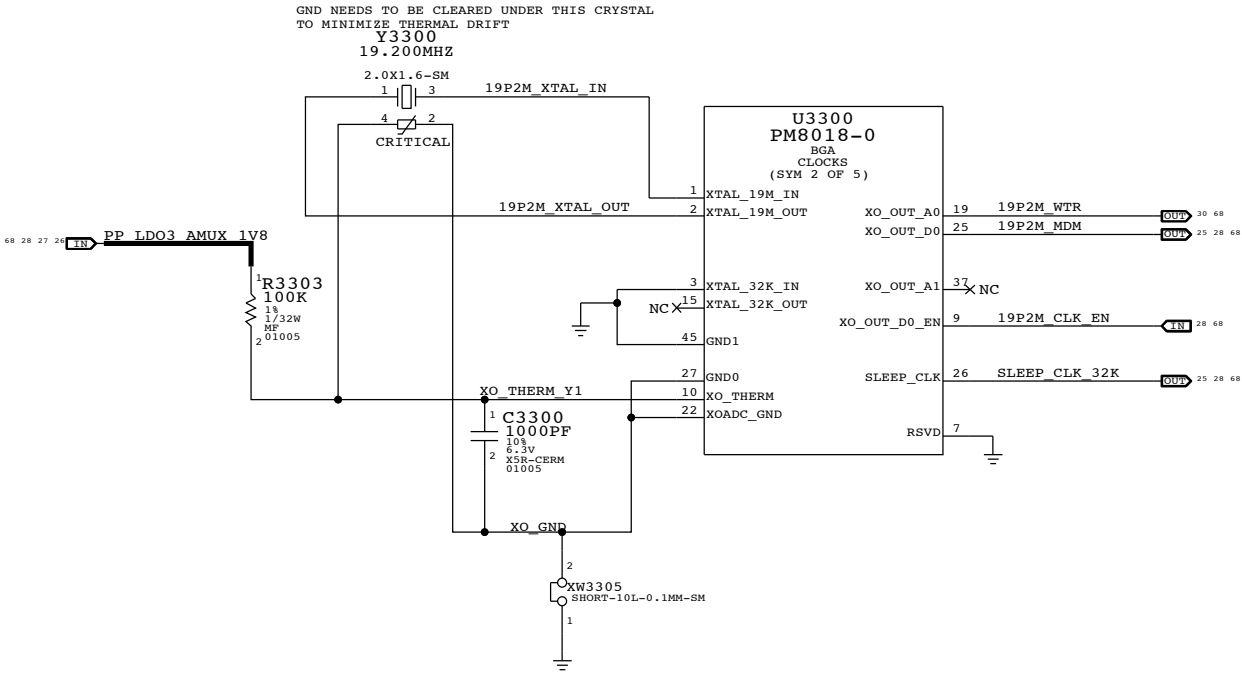 GND NEEDS TO BE CLEARED UNDER THIS CRYSTAL
TO MINIMIZE THERMAL DRIFT
Y3300
19.200MHZ
2.0X1.6-SM
1 3
19P2M_XTAL_IN
4 2
CRITICAL
U3300
PM8018-0
BGA
CLOCKS
(SYM 2 OF 5)
1 XTAL_19M_IN
19P2M_XTAL_OUT
2 XTAL_19M_OUT
XO_OUT_A0 19 19P2M_WTR OUT 30 68
XO_OUT_D0 25 19P2M_MDM OUT 25 28 68
68 28 27 26 IN PP_LDO3_AMUX_1V8
1
R3303
100K
1%
1/32W
MF
01005
2
3 XTAL_32K_IN
NC 15 XTAL_32K_OUT
45 GND1
XO_OUT_A1 37 NC
XO_OUT_D0_EN 9 19P2M_CLK_EN IN 28 68
27 GND0
SLEEP_CLK 26 SLEEP_CLK_32K OUT 25 28 68
XO_THERM_Y1
10 XO_THERM
22 XOADC_GND
RSVD 7
1
C3300
1000PF
10%
6.3V
X5R-CERM
01005
2
XO_GND
2
XW3305
SHORT-10L-0.1MM-SM
1